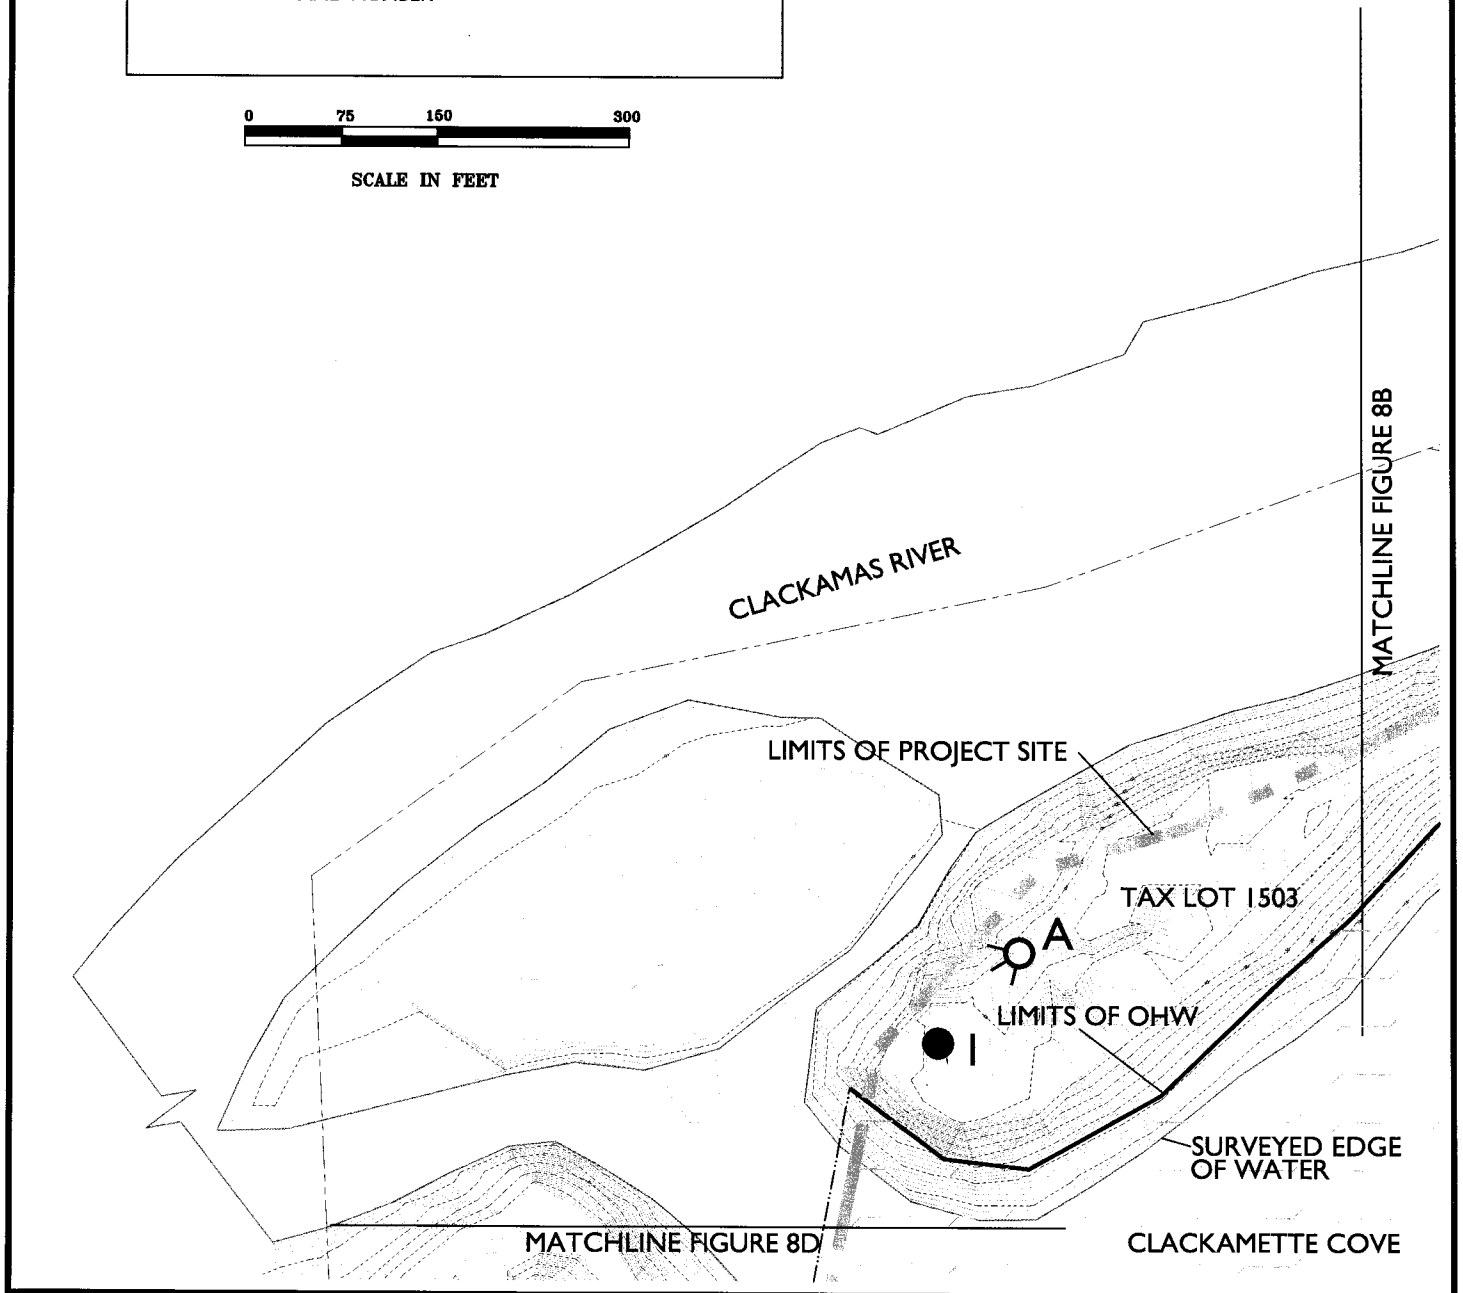 0 75 150 300
SCALE IN FEET
MATCHLINE FIGURE 8B
CLACKAMAS RIVER
LIMITS OF PROJECT SITE
TAX LOT 1503
A
LIMITS OF OHW
1
SURVEYED EDGE
OF WATER
MATCHLINE FIGURE 8D
CLACKAMETTE COVE